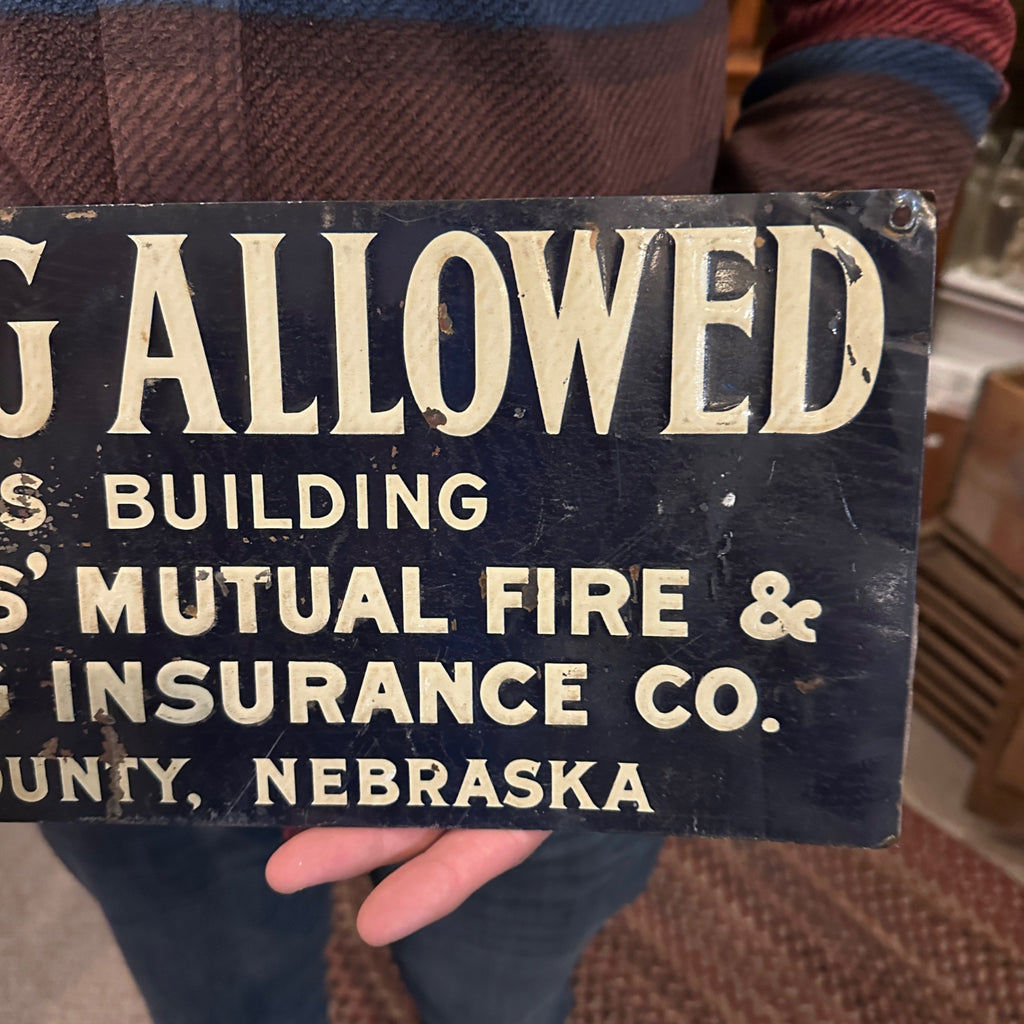 G ALLOWED
S BUILDING
S' MUTUAL FIRE &
G INSURANCE CO.
OUNTY, NEBRASKA